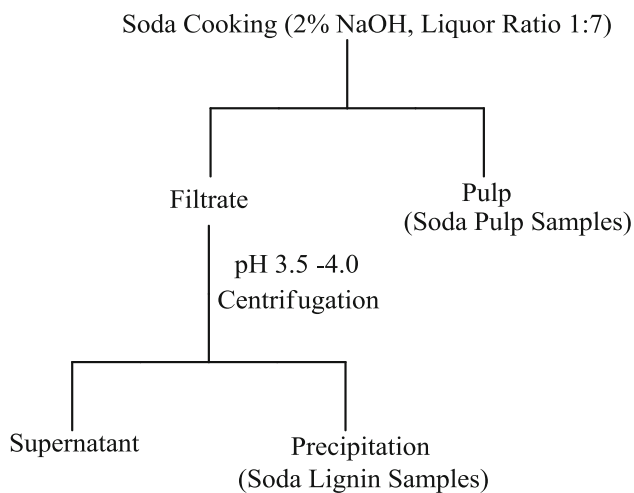 Soda Cooking (2% NaOH, Liquor Ratio 1:7)
Filtrate
Pulp
(Soda Pulp Samples)
pH 3.5 -4.0
Centrifugation
Supernatant
Precipitation
(Soda Lignin Samples)